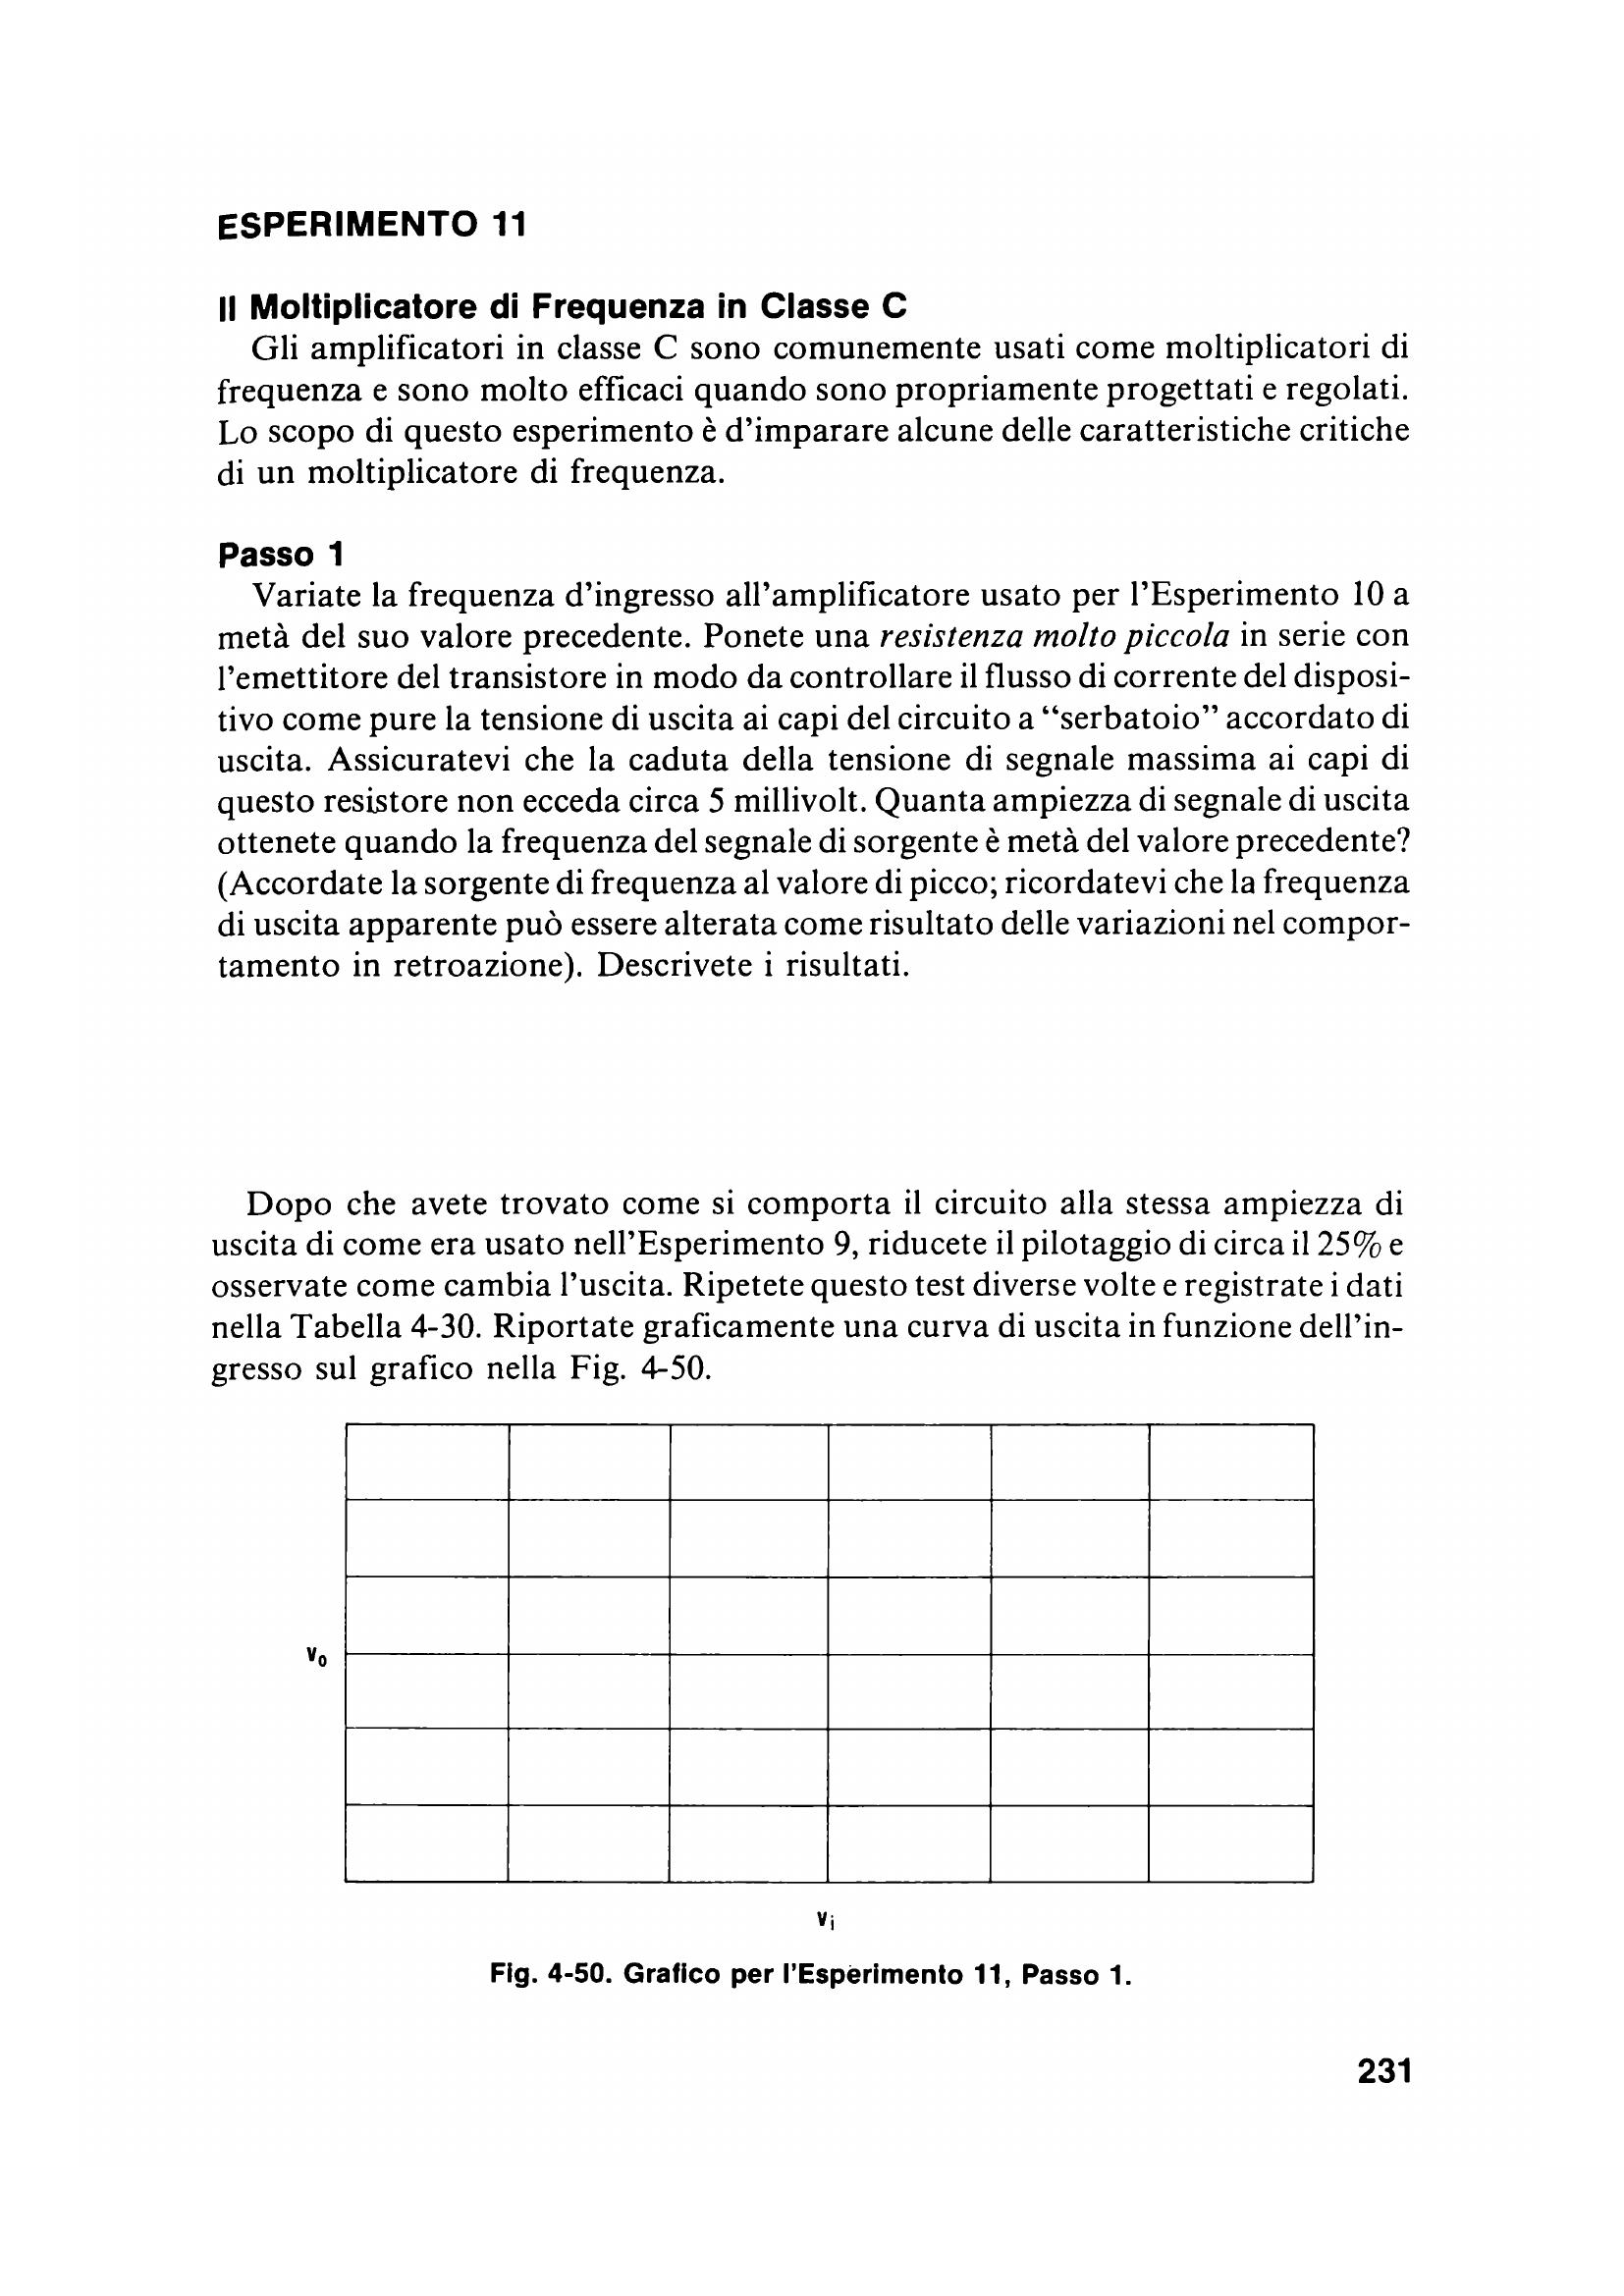 ESPERIMENTO 11
Il Moltiplicatore di Frequenza in Classe C
Gli amplificatori in classe C sono comunemente usati come moltiplicatori di
frequenza e sono molto efficaci quando sono propriamente progettati e regolati.
Lo scopo di questo esperimento è d'imparare alcune delle caratteristiche critiche
di un moltiplicatore di frequenza.
Passo 1
Variate la frequenza d'ingresso all'amplificatore usato per l'Esperimento 10 a
metà del suo valore precedente. Ponete una resistenza molto piccola in serie con
l'emettitore del transistore in modo da controllare il flusso di corrente del disposi-
tivo come pure la tensione di uscita ai capi del circuito a “serbatoio” accordato di
uscita. Assicuratevi che la caduta della tensione di segnale massima ai capi di
questo resistore non ecceda circa 5 millivolt. Quanta ampiezza di segnale di uscita
ottenete quando la frequenza del segnale di sorgente è metà del valore precedente?
(Accordate la sorgente di frequenza al valore di picco; ricordatevi che la frequenza
di uscita apparente può essere alterata come risultato delle variazioni nel compor-
tamento in retroazione). Descrivete i risultati.
Dopo che avete trovato come si comporta il circuito alla stessa ampiezza di
uscita di come era usato nell'Esperimento 9, riducete il pilotaggio di circa il 25% e
osservate come cambia l'uscita. Ripetete questo test diverse volte e registrate i dati
nella Tabella 4-30. Riportate graficamente una curva di uscita in funzione dell'in-
gresso sul grafico nella Fig. 4-50.
vo
vi
Fig. 4-50. Grafico per l'Esperimento 11, Passo 1.
231